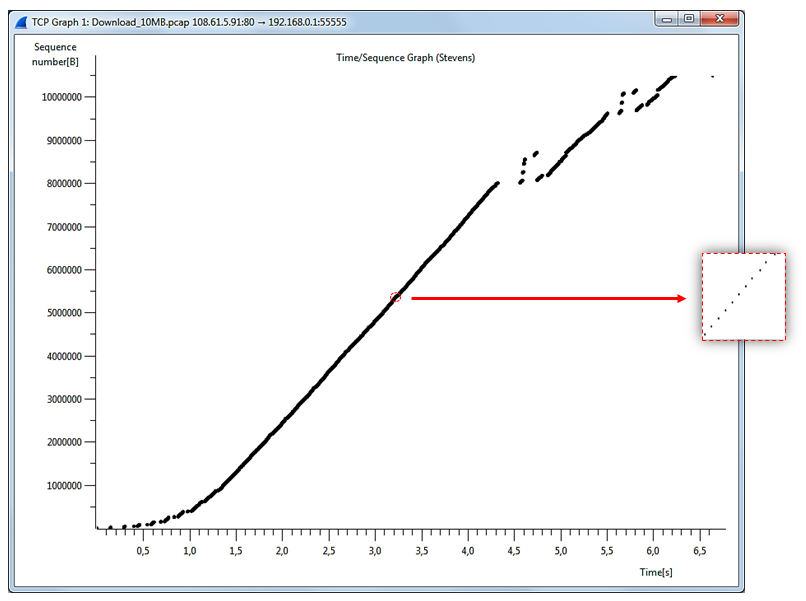 TCP Graph 1: Download_10MB.pcap 108.61.5.91:80 → 192.168.0.1:55555
Sequence
number[B]
Time/Sequence Graph (Stevens)
10000000
9000000
8000000
7000000
6000000
5000000
4000000
3000000
2000000
1000000
0,5 1,0 1,5 2,0 2,5 3,0 3,5 4,0 4,5 5,0 5,5 6,0 6,5
Time[s]